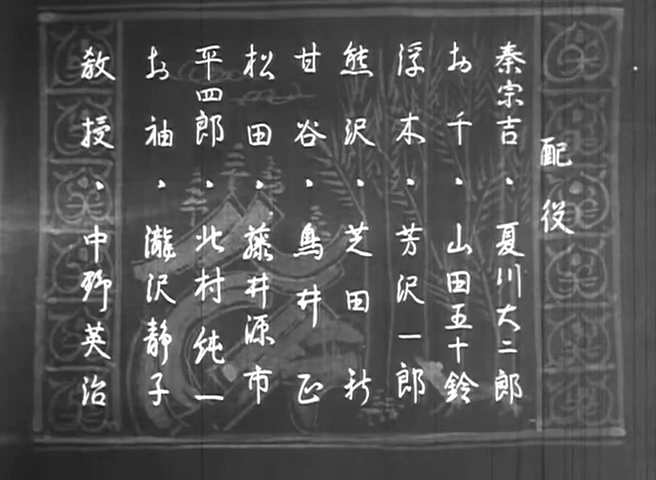 配役
秦宗吉・夏川大二郎
お千・山田五十鈴
浮木・芳沢一郎
熊沢・芝田新
甘谷・鳥井正
松田・藤井源市
平四郎・北村純一
お袖・瀧沢静子
教授・中野英治